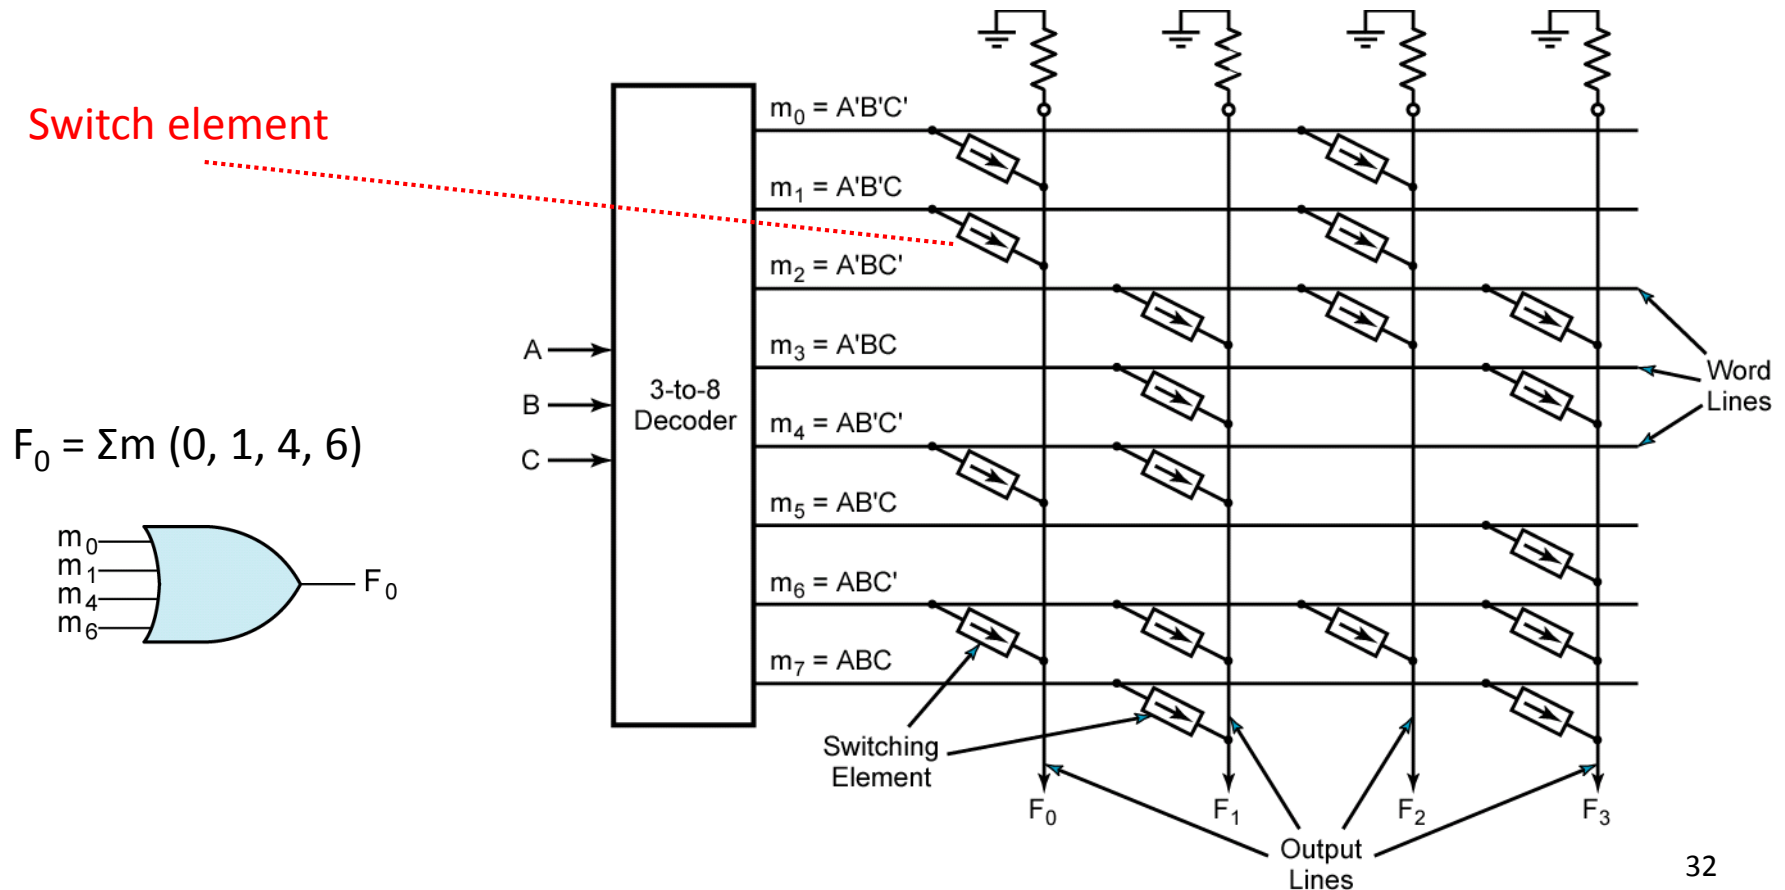 Switch element
F₀ = Σm (0, 1, 4, 6)
m₀
m₁
m₄
m₆
F₀
A
B
C
3-to-8
Decoder
m₀ = A'B'C'
m₁ = A'B'C
m₂ = A'BC'
m₃ = A'BC
m₄ = AB'C'
m₅ = AB'C
m₆ = ABC'
m₇ = ABC
Word
Lines
Switching
Element
F₀
F₁
F₂
F₃
Output
Lines
32